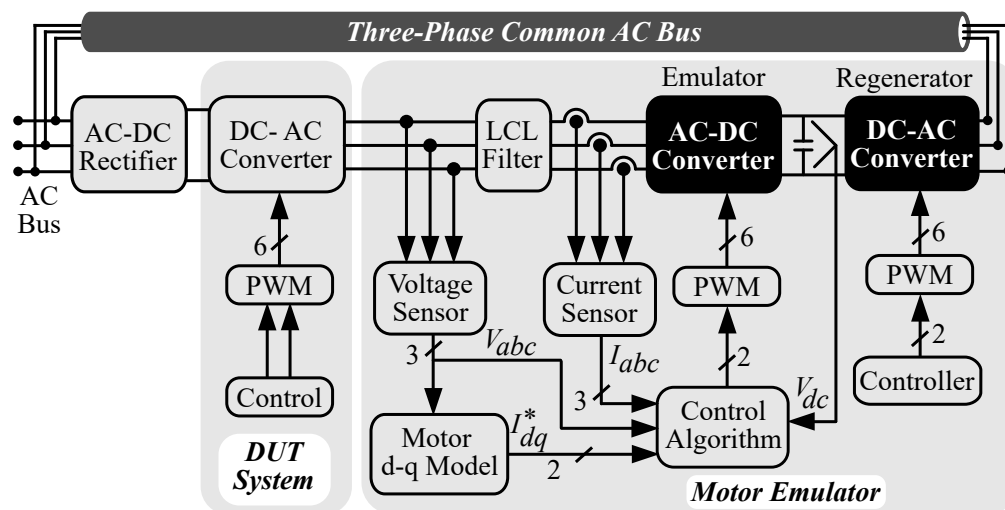 Three-Phase Common AC Bus
Emulator
Regenerator
AC-DC
Rectifier
DC- AC
Converter
LCL
Filter
AC-DC
Converter
DC-AC
Converter
AC
Bus
6
6
6
PWM
Voltage
Sensor
Current
Sensor
PWM
PWM
3
V_abc
I_abc
2
2
Control
3
V_dc
Controller
Motor
d-q Model
I*_dq
2
Control
Algorithm
DUT
System
Motor Emulator